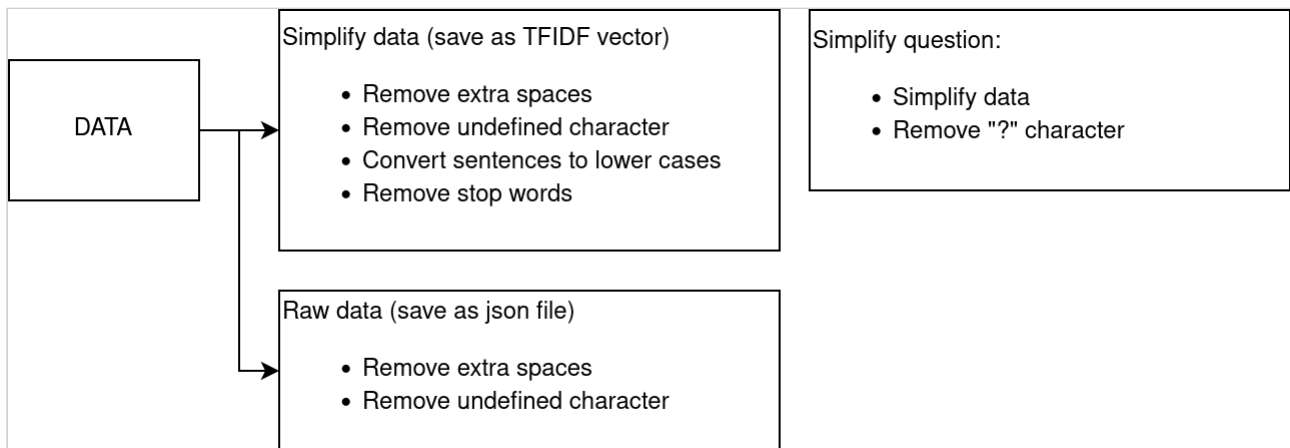 DATA
Simplify data (save as TFIDF vector)
• Remove extra spaces
• Remove undefined character
• Convert sentences to lower cases
• Remove stop words
Raw data (save as json file)
• Remove extra spaces
• Remove undefined character
Simplify question:
• Simplify data
• Remove "?" character